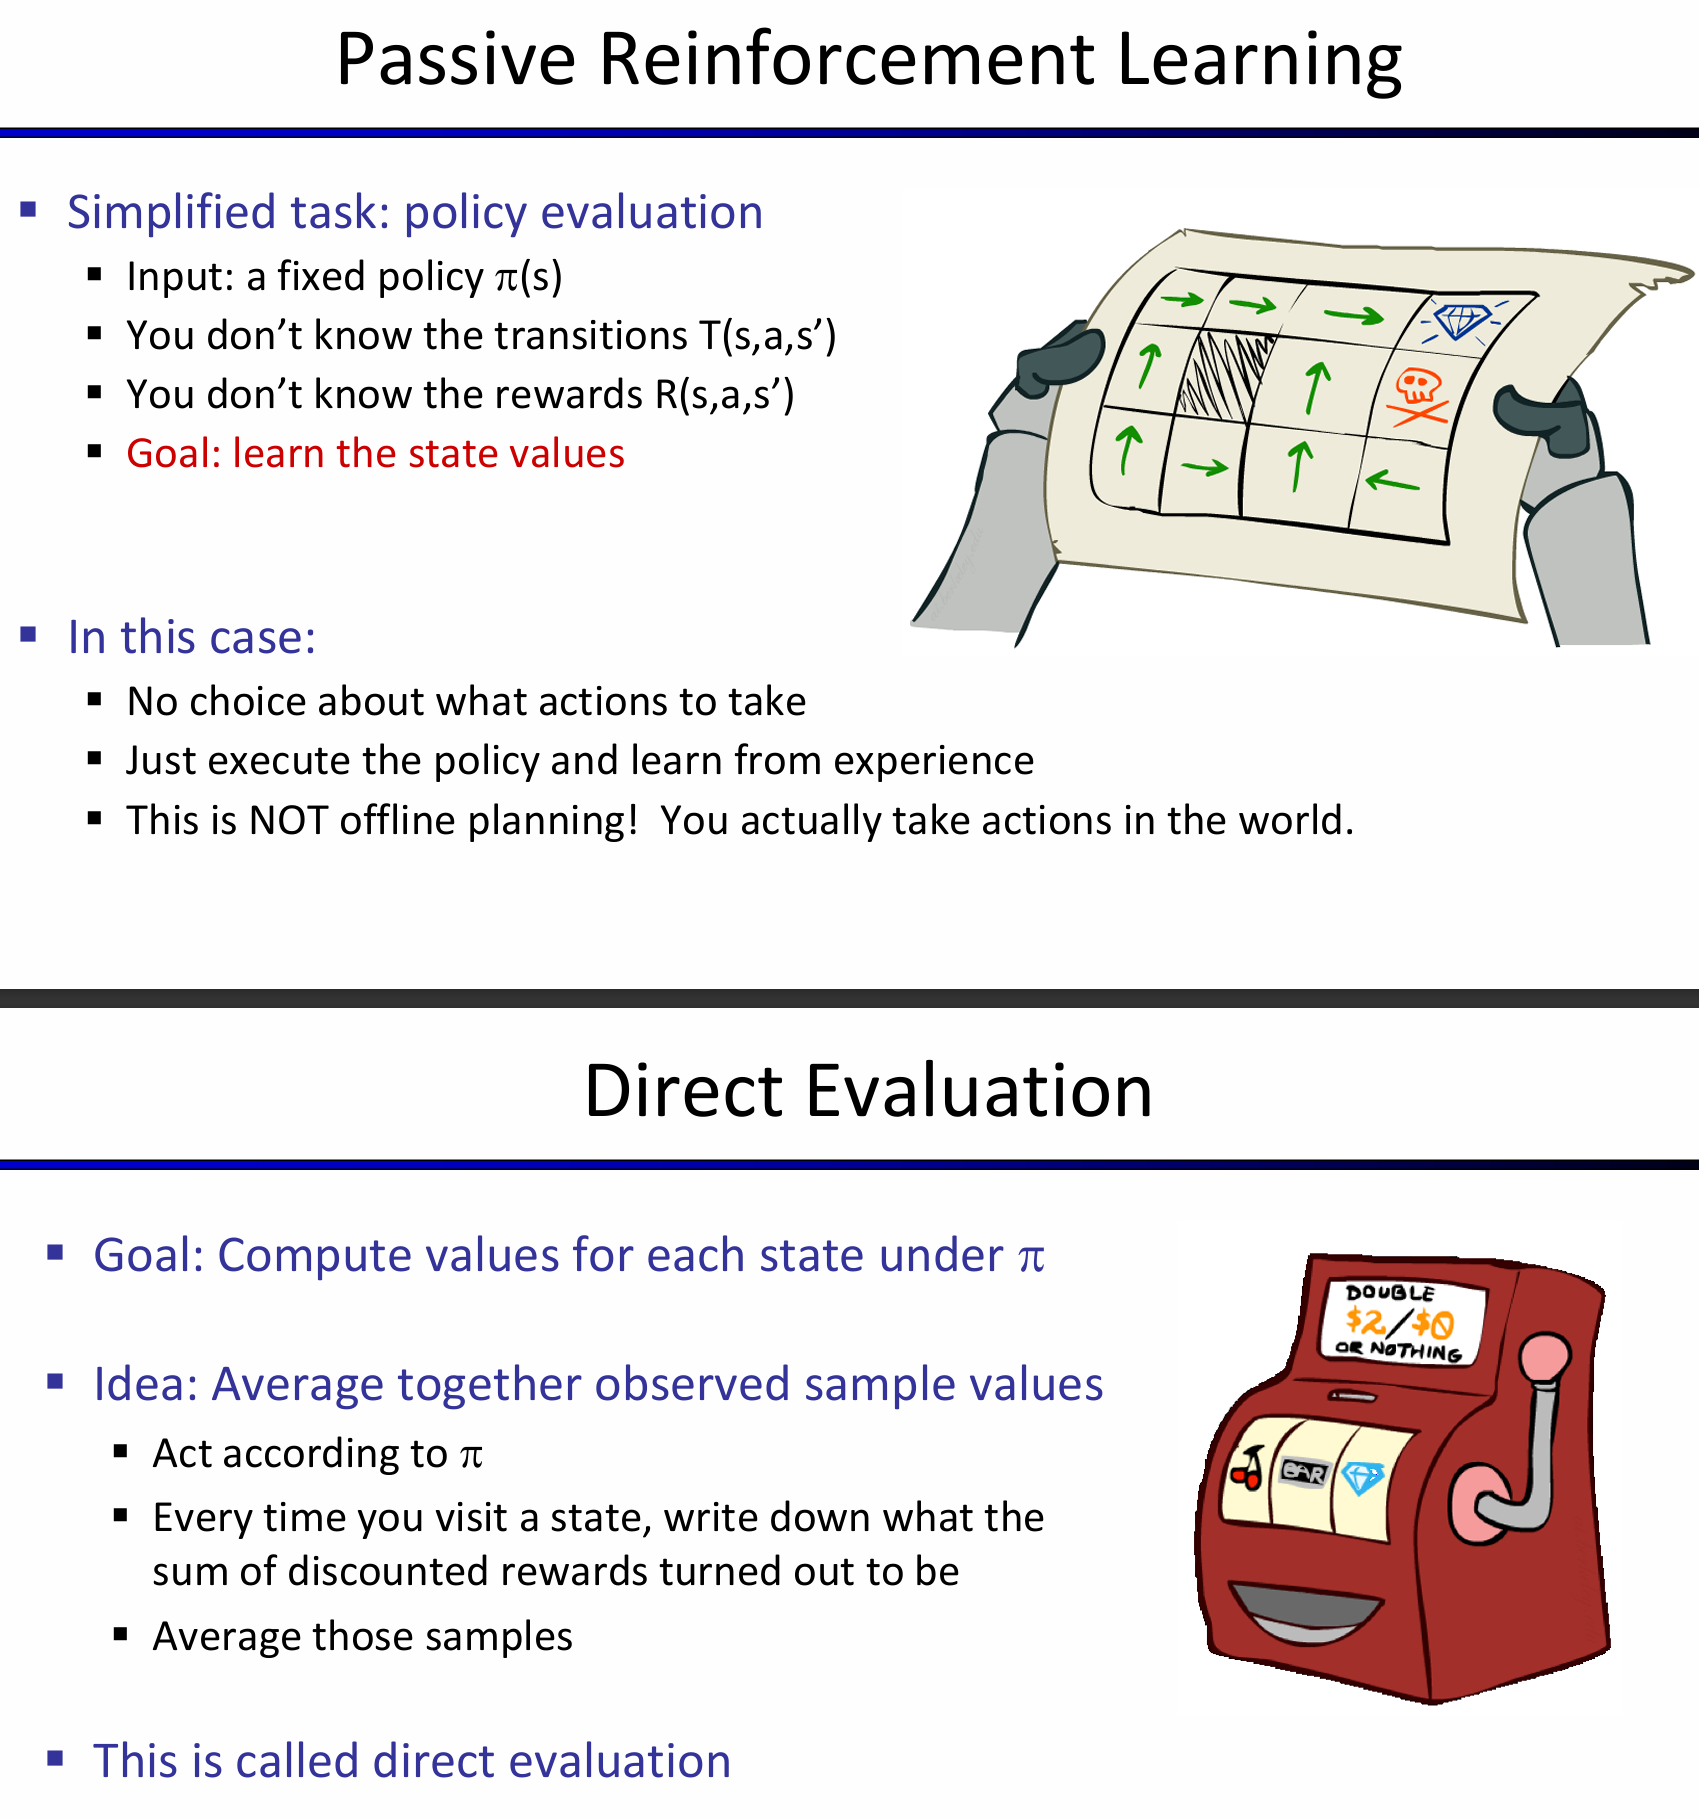 Passive Reinforcement Learning
▪ Simplified task: policy evaluation
▪ Input: a fixed policy π(s)
▪ You don’t know the transitions T(s,a,s’)
▪ You don’t know the rewards R(s,a,s’)
▪ Goal: learn the state values
▪ In this case:
▪ No choice about what actions to take
▪ Just execute the policy and learn from experience
▪ This is NOT offline planning!  You actually take actions in the world.
Direct Evaluation
▪ Goal: Compute values for each state under π
▪ Idea: Average together observed sample values
▪ Act according to π
▪ Every time you visit a state, write down what the
sum of discounted rewards turned out to be
▪ Average those samples
▪ This is called direct evaluation
DOUBLE
$2/$0
OR NOTHING
BAR